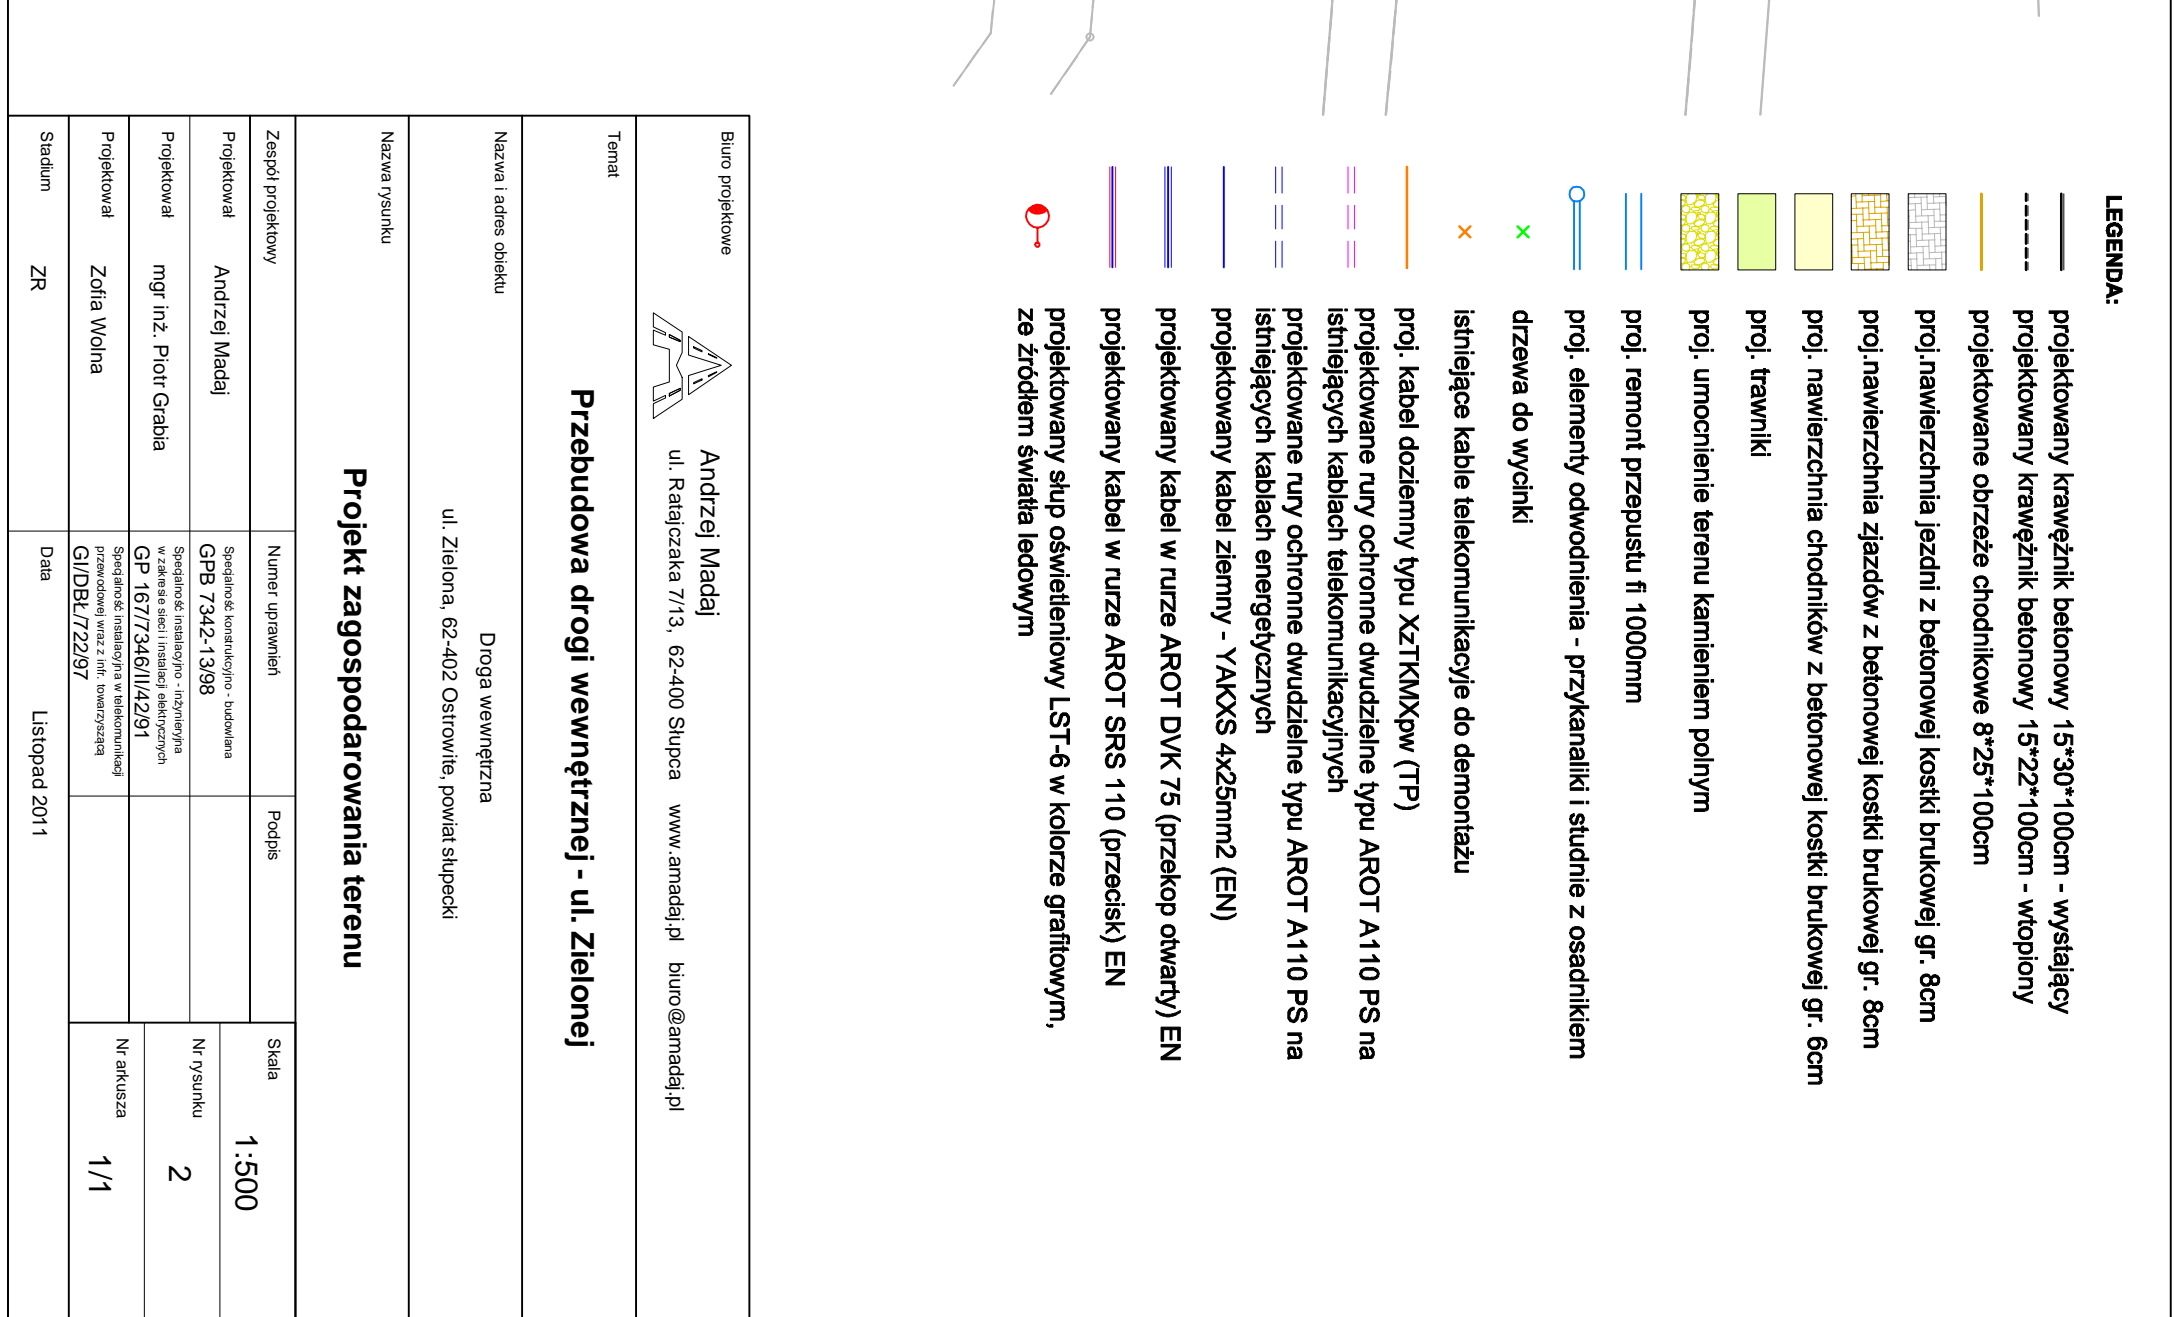 LEGENDA:
projektowany krawężnik betonowy 15*30*100cm - wystający
projektowany krawężnik betonowy 15*22*100cm - wtopiony
projektowane obrzeże chodnikowe 8*25*100cm
proj.nawierzchnia jezdni z betonowej kostki brukowej gr. 8cm
proj.nawierzchnia zjazdów z betonowej kostki brukowej gr. 8cm
proj. nawierzchnia chodników z betonowej kostki brukowej gr. 6cm
proj. trawniki
proj. umocnienie terenu kamieniem polnym
proj. remont przepustu fi 1000mm
proj. elementy odwodnienia - przykanaliki i studnie z osadnikiem
drzewa do wycinki
istniejące kable telekomunikacyje do demontażu
proj. kabel doziemny typu XzTKMXpw (TP)
projektowane rury ochronne dwudzielne typu AROT A110 PS na
istniejących kablach telekomunikacyjnych
projektowane rury ochronne dwudzielne typu AROT A110 PS na
istniejących kablach energetycznych
projektowany kabel ziemny - YAKXS 4x25mm2 (EN)
projektowany kabel w rurze AROT DVK 75 (przekop otwarty) EN
projektowany kabel w rurze AROT SRS 110 (przecisk) EN
projektowany słup oświetleniowy LST-6 w kolorze grafitowym,
ze źródłem światła ledowym
Biuro projektowe
Andrzej Madaj
ul. Ratajczaka 7/13, 62-400 Słupca www.amadaj.pl biuro@amadaj.pl
Temat
Przebudowa drogi wewnętrznej - ul. Zielonej
Nazwa i adres obiektu
Droga wewnętrzna
ul. Zielona, 62-402 Ostrowite, powiat słupecki
Nazwa rysunku
Projekt zagospodarowania terenu
Zespół projektowy
Numer uprawnień
Podpis
Skala
1:500
Projektował
Andrzej Madaj
Specjalność konstrukcyjno - budowlana
GPB 7342-13/98
Projektował
mgr inż. Piotr Grabia
Specjalność instalacyjno - inżynieryjna
w zakresie sieci i instalacji elektrycznych
GP 167/7346/II/42/91
Nr rysunku
2
Projektował
Zofia Wolna
Specjalność instalacyjna w telekomunikacji
przewodowej wraz z infr. towarzyszącą
GI/DBŁ/722/97
Nr arkusza
1/1
Stadium
ZR
Data
Listopad 2011